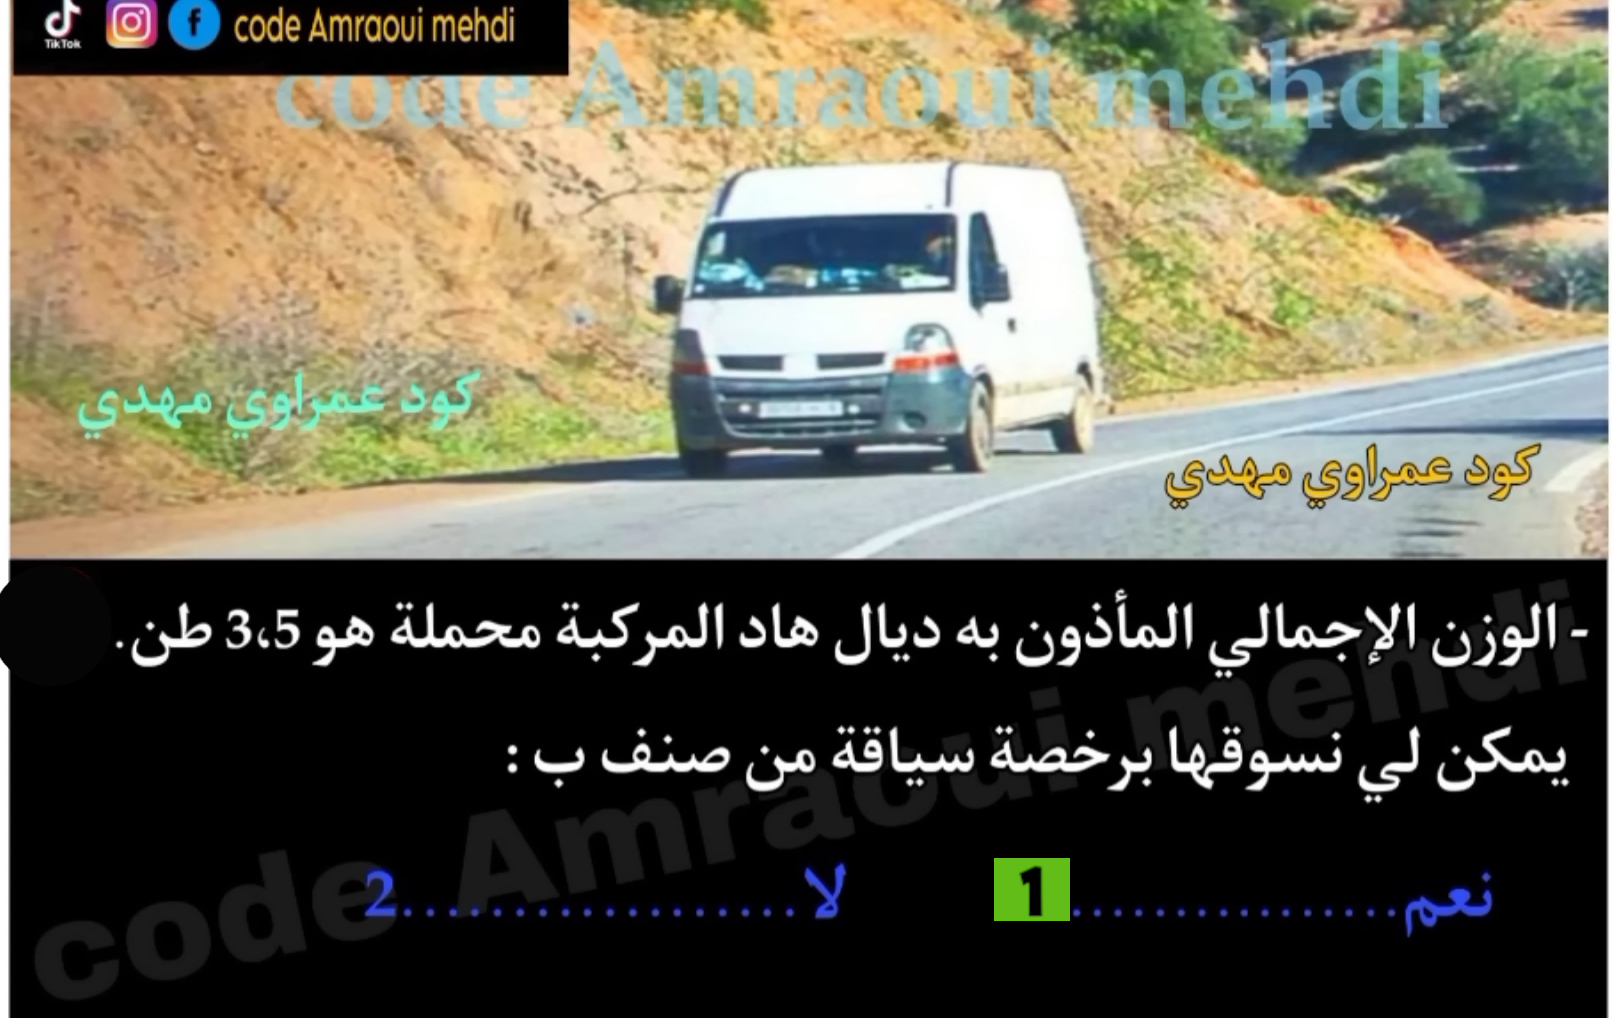 TikTok f code Amraoui mehdi
code Amraoui mehdi
كود عمراوي مهدي
كود عمراوي مهدي
- الوزن الإجمالي المأذون به ديال هاد المركبة محملة هو 3،5 طن.
يمكن لي نسوقها برخصة سياقة من صنف ب :
نعم................1 لا...................2
code Amraoui mehdi